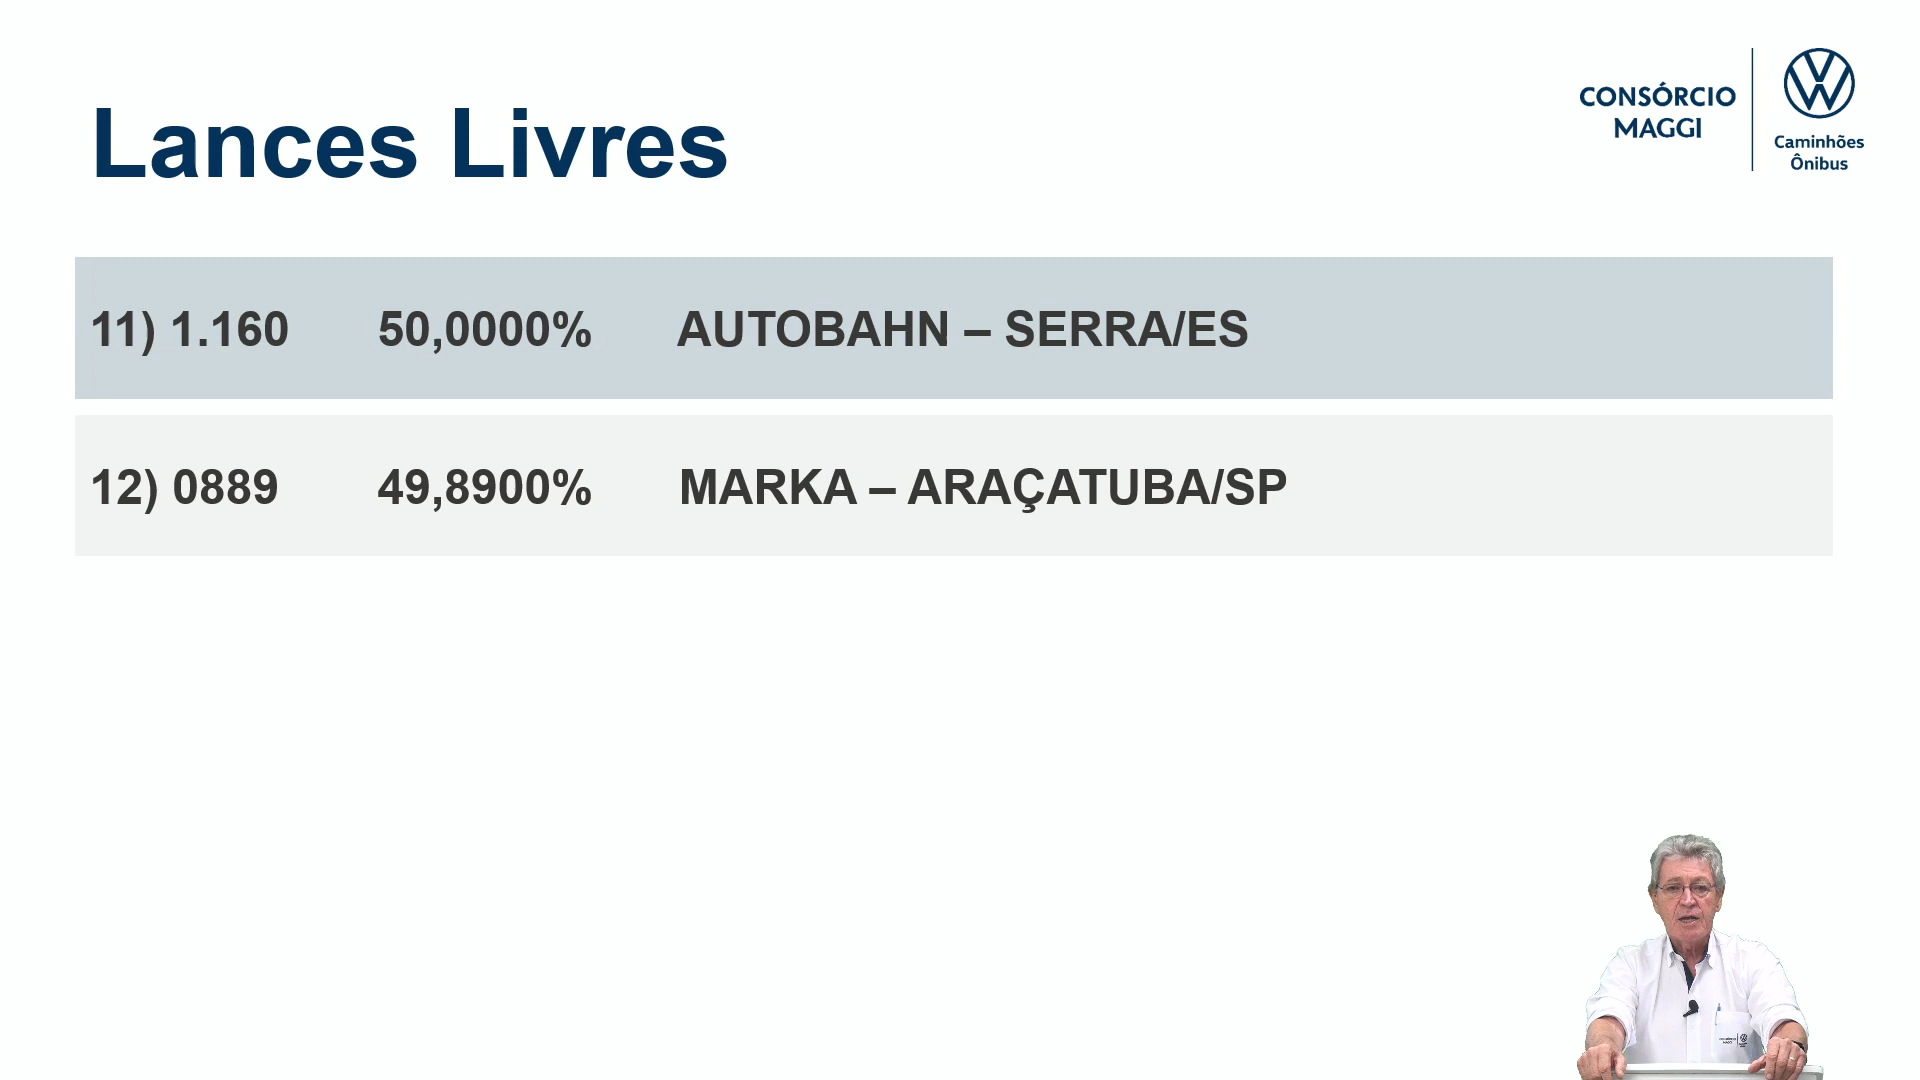 Lances Livres
CONSÓRCIO
MAGGI
Caminhões
Ônibus
11) 1.160 50,0000% AUTOBAHN – SERRA/ES
12) 0889 49,8900% MARKA – ARAÇATUBA/SP